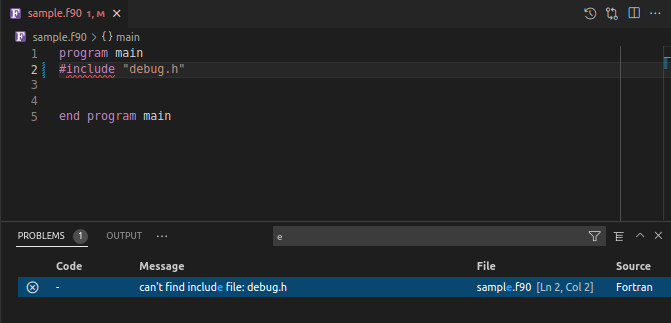 sample.f90 1, M
sample.f90 > {} main
1 program main
2 #include "debug.h"
3
4
5 end program main
PROBLEMS 1 OUTPUT ··· e
Code Message File Source
- can't find include file: debug.h sample.f90 [Ln 2, Col 2] Fortran